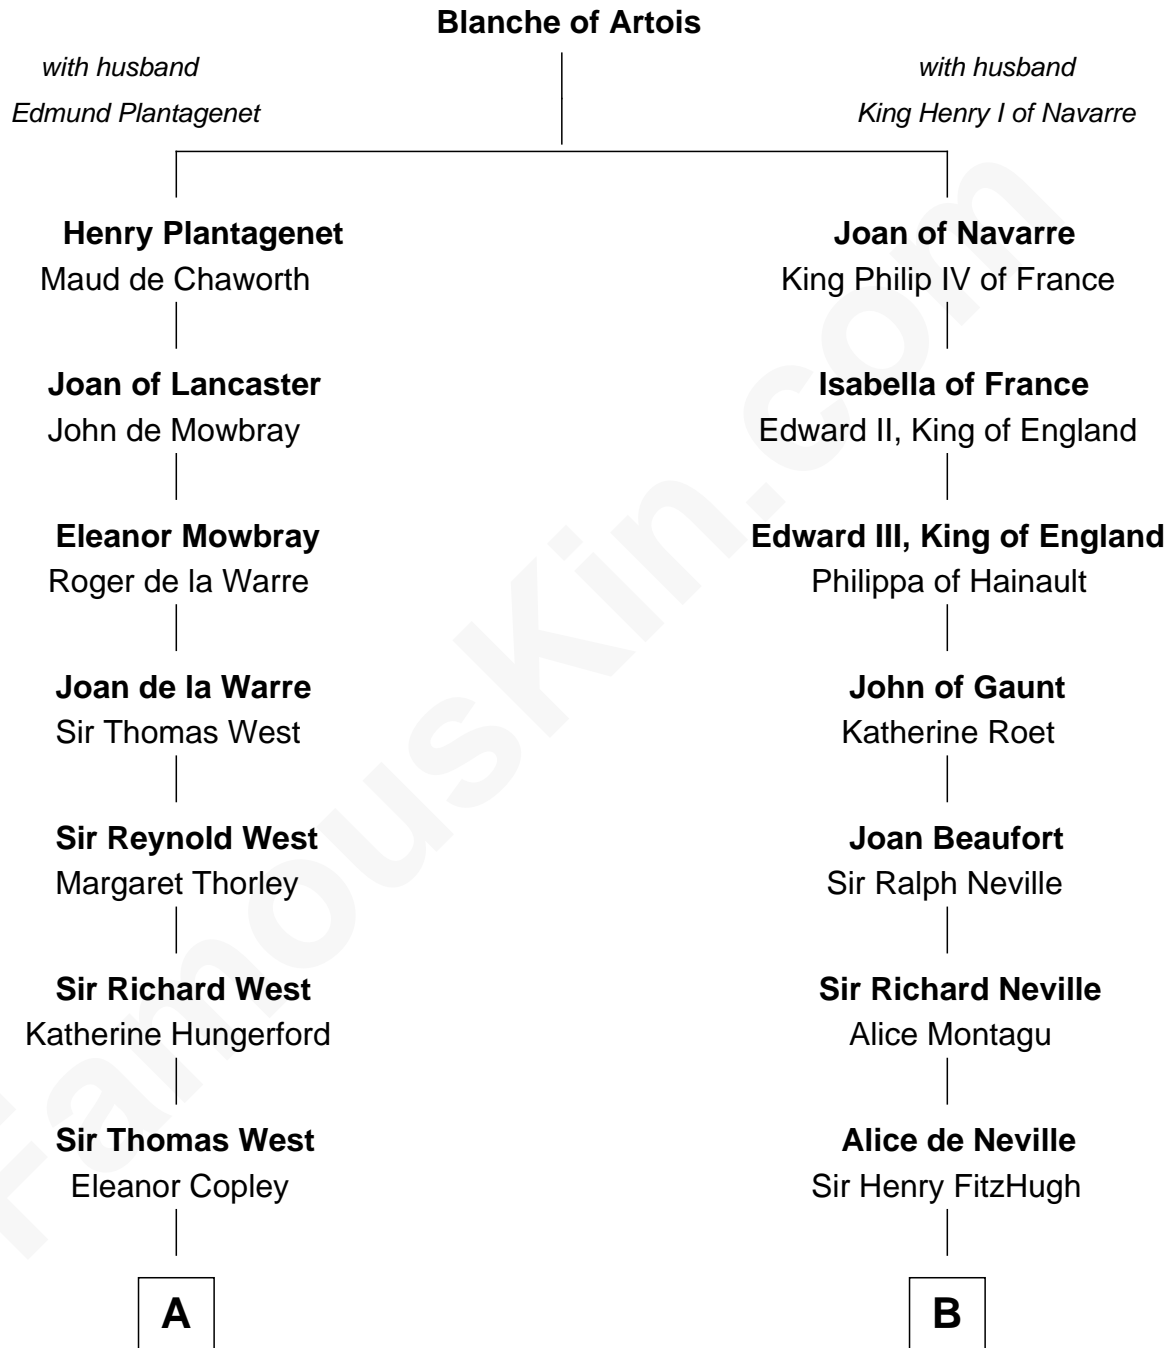 Blanche of Artois
with husband
Edmund Plantagenet
with husband
King Henry I of Navarre
Henry Plantagenet
Maud de Chaworth
Joan of Lancaster
John de Mowbray
Eleanor Mowbray
Roger de la Warre
Joan de la Warre
Sir Thomas West
Sir Reynold West
Margaret Thorley
Sir Richard West
Katherine Hungerford
Sir Thomas West
Eleanor Copley
A
Joan of Navarre
King Philip IV of France
Isabella of France
Edward II, King of England
Edward III, King of England
Philippa of Hainault
John of Gaunt
Katherine Roet
Joan Beaufort
Sir Ralph Neville
Sir Richard Neville
Alice Montagu
Alice de Neville
Sir Henry FitzHugh
B
FamousKin.com